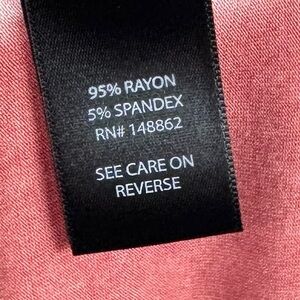 95% RAYON
5% SPANDEX
RN# 148862
SEE CARE ON
REVERSE